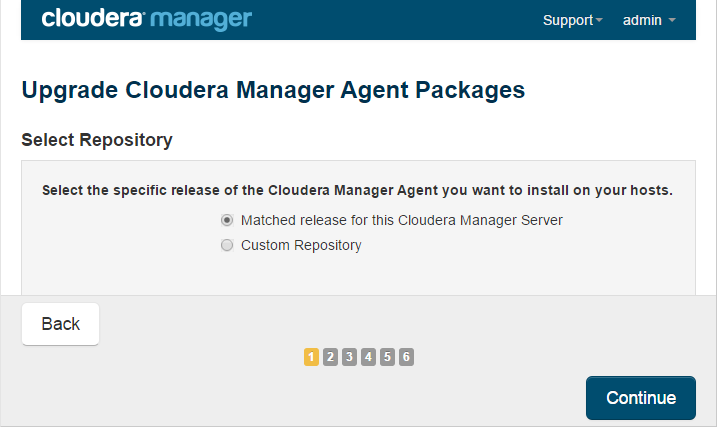 cloudera manager
Support admin
Upgrade Cloudera Manager Agent Packages
Select Repository
Select the specific release of the Cloudera Manager Agent you want to install on your hosts.
Matched release for this Cloudera Manager Server
Custom Repository
Back
1 2 3 4 5 6
Continue